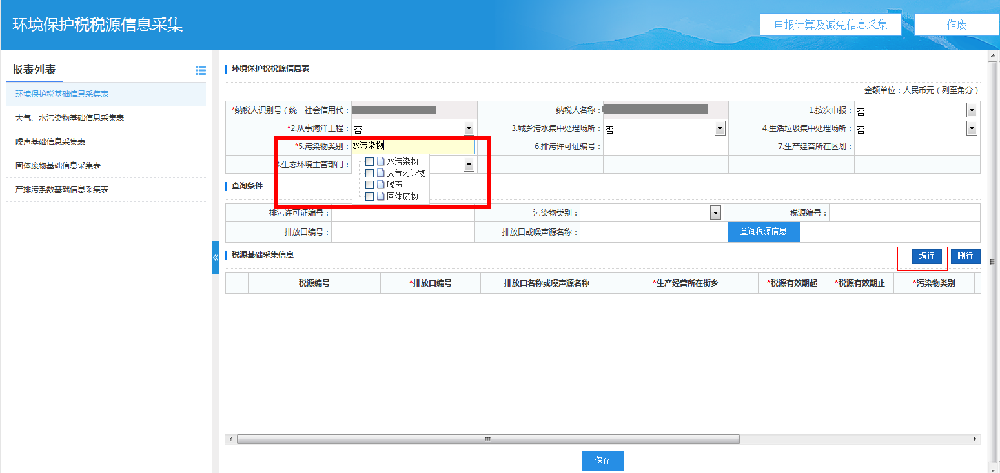 环境保护税税源信息采集
申报计算及减免信息采集 作废
报表列表
环境保护税基础信息采集表
大气、水污染物基础信息采集表
噪声基础信息采集表
固体废物基础信息采集表
产排污系数基础信息采集表
环境保护税税源信息表
金额单位：人民币元（列至角分）
*纳税人识别号（统一社会信用代： 纳税人名称： 1.按次申报： 否
*2.从事海洋工程： 否 3.城乡污水集中处理场所： 否 4.生活垃圾集中处理场所： 否
*5.污染物类别： 水污染物 6.排污许可证编号： 7.生产经营所在区划：
8.生态环境主管部门：
水污染物
大气污染物
噪声
固体废物
查询条件
排污许可证编号： 污染物类别： 税源编号：
排放口编号： 排放口或噪声源名称： 查询税源信息
税源基础采集信息 增行 删行
税源编号 *排放口编号 排放口名称或噪声源名称 *生产经营所在街乡 *税源有效期起 *税源有效期止 *污染物类别
保存